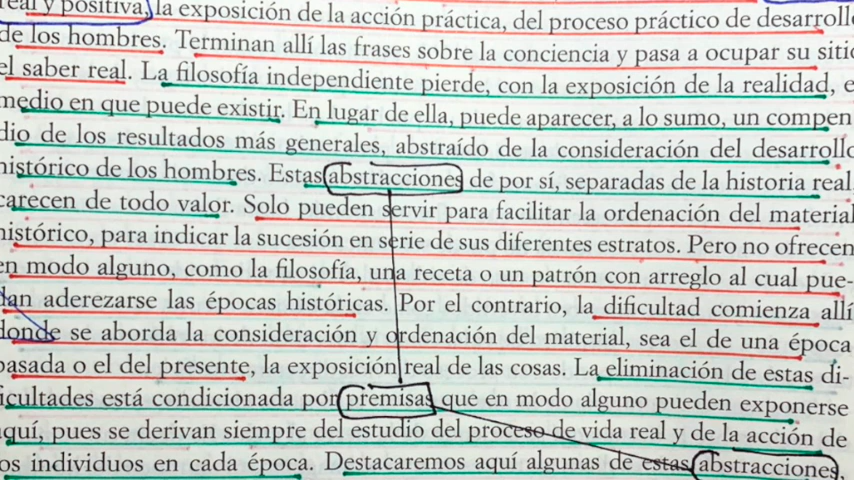 real y positiva, la exposición de la acción práctica, del proceso práctico de desarroll
de los hombres. Terminan allí las frases sobre la conciencia y pasa a ocupar su siti
el saber real. La filosofía independiente pierde, con la exposición de la realidad, e
medio en que puede existir. En lugar de ella, puede aparecer, a lo sumo, un compen
dio de los resultados más generales, abstraído de la consideración del desarroll
histórico de los hombres. Estas abstracciones de por sí, separadas de la historia real
carecen de todo valor. Solo pueden servir para facilitar la ordenación del material
histórico, para indicar la sucesión en serie de sus diferentes estratos. Pero no ofrecen
en modo alguno, como la filosofía, una receta o un patrón con arreglo al cual pue-
dan aderezarse las épocas históricas. Por el contrario, la dificultad comienza allí
donde se aborda la consideración y ordenación del material, sea el de una época
pasada o el del presente, la exposición real de las cosas. La eliminación de estas di-
ficultades está condicionada por premisas que en modo alguno pueden exponerse
aquí, pues se derivan siempre del estudio del proceso de vida real y de la acción de
los individuos en cada época. Destacaremos aquí algunas de estas abstracciones,